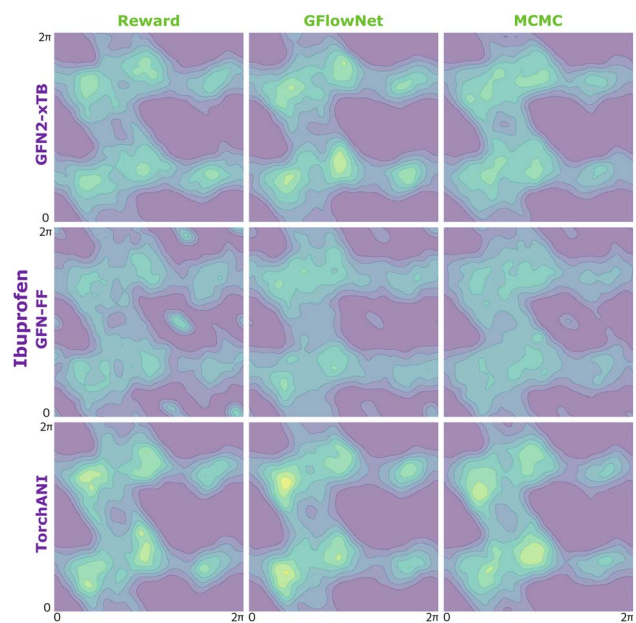 Reward GFlowNet MCMC
2π
GFN2-xTB
0
2π
Ibuprofen
GFN-FF
0
2π
TorchANI
0
0 2π 0 2π 0 2π